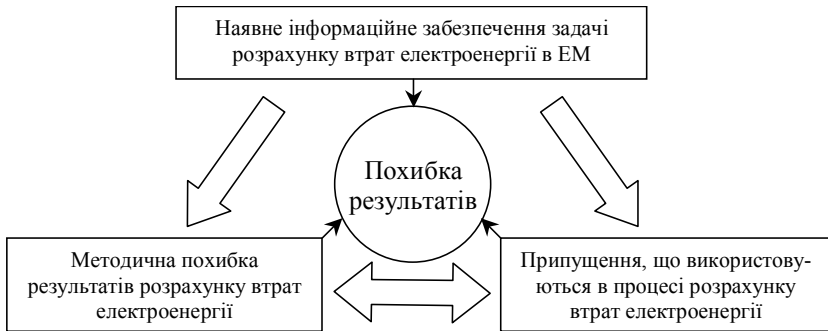 Наявне інформаційне забезпечення задачі
розрахунку втрат електроенергії в ЕМ
Похибка
результатів
Методична похибка
результатів розрахунку втрат
електроенергії
Припущення, що використову-
ються в процесі розрахунку
втрат електроенергії